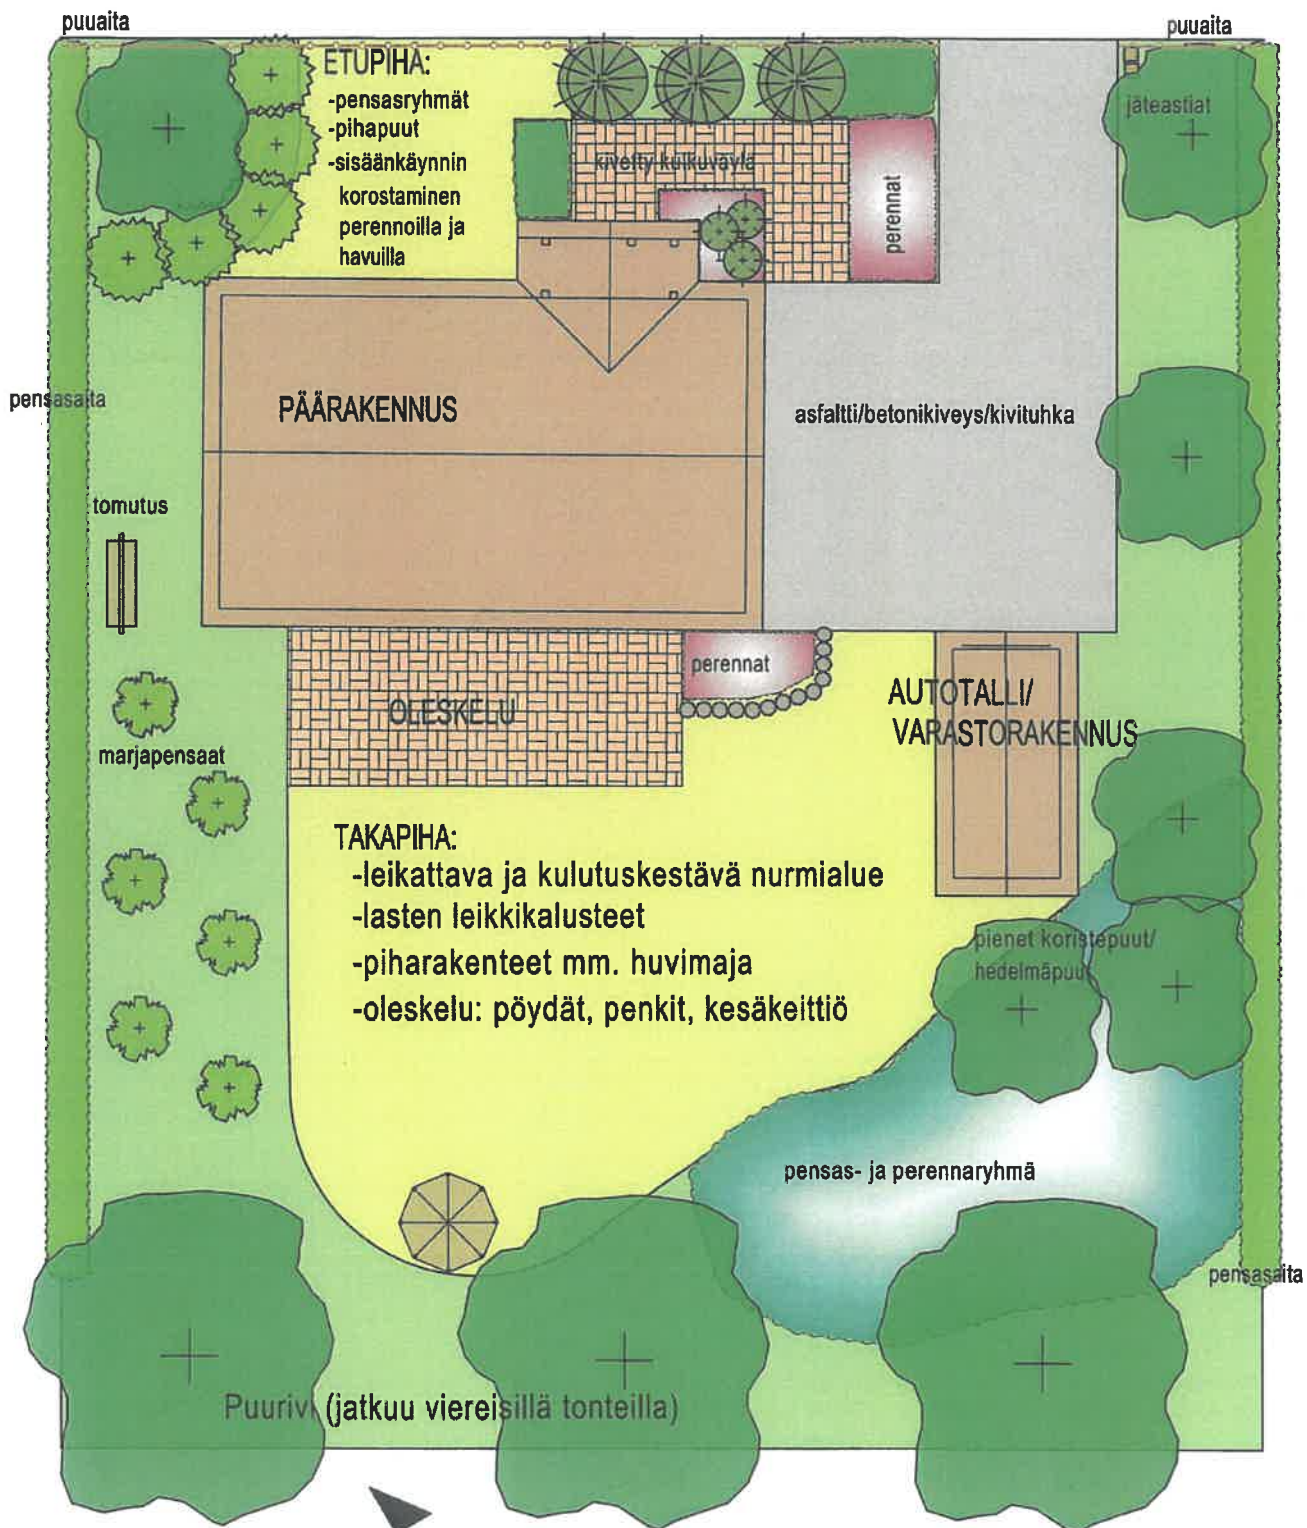 puuaita
puuaita
ETUPIHA:
-pensasryhmät
-pihapuut
-sisäänkäynnin
korostaminen
perennoilla ja
havuilla
kivetty kulkuväylä
perennat
jäteastiat
pensasaita
PÄÄRAKENNUS
asfaltti/betonikiveys/kivituhka
tomutus
perennat
OLESKELU
AUTOTALLI/
VARASTORAKENNUS
marjapensaat
TAKAPIHA:
-leikattava ja kulutuskestävä nurmialue
-lasten leikkikalusteet
-piharakenteet mm. huvimaja
-oleskelu: pöydät, penkit, kesäkeittiö
pienet koristepuut/
hedelmäpuut
pensas- ja perennaryhmä
pensasaita
Puurivi (jatkuu viereisillä tonteilla)